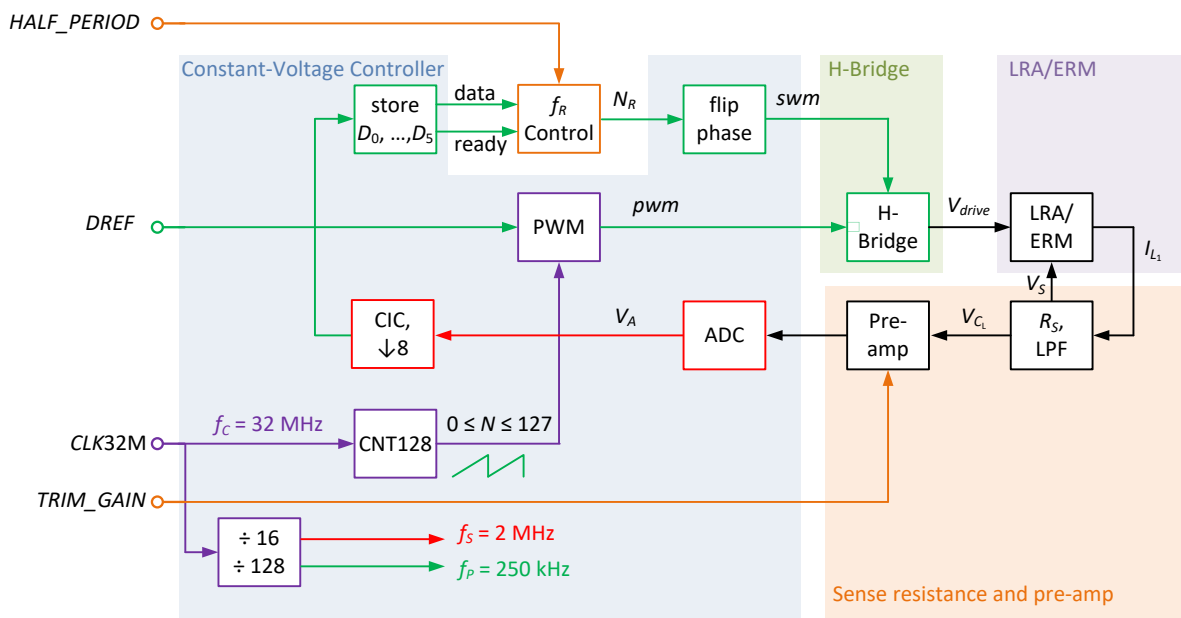 HALF_PERIOD
Constant-Voltage Controller
H-Bridge
LRA/ERM
store
D0, ...,D5
data
ready
fR
Control
NR
flip
phase
swm
DREF
PWM
pwm
H-
Bridge
Vdrive
LRA/
ERM
IL1
VS
CIC,
↓8
VA
ADC
Pre-
amp
VCL
RS,
LPF
CLK32M
fC = 32 MHz
CNT128
0 ≤ N ≤ 127
TRIM_GAIN
÷ 16
÷ 128
fS = 2 MHz
fP = 250 kHz
Sense resistance and pre-amp